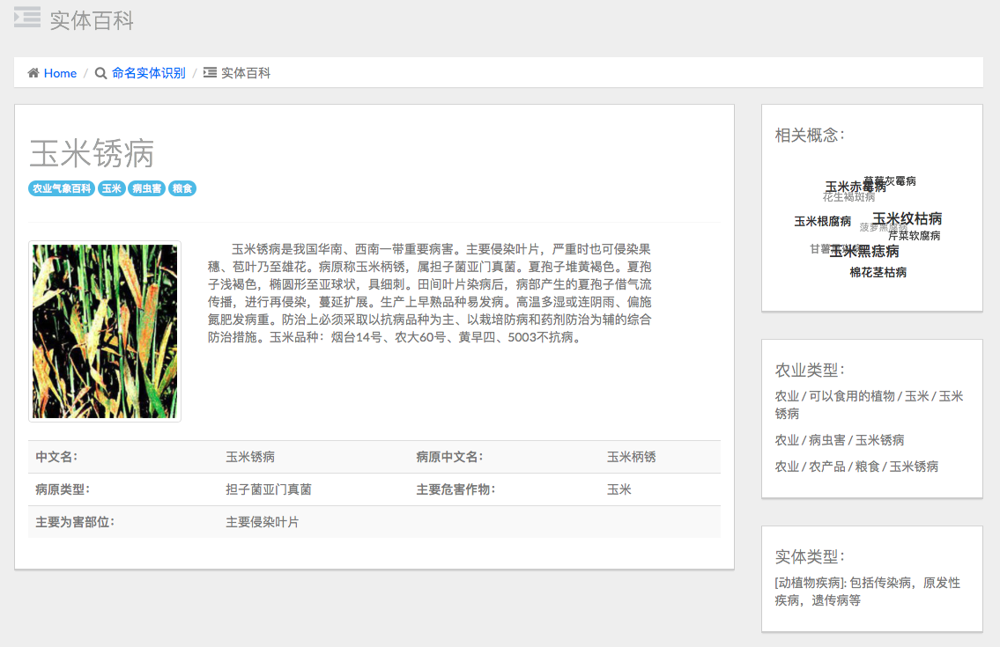 实体百科
Home / 命名实体识别 / 实体百科
玉米锈病
农业气象百科 玉米 病虫害 粮食
玉米锈病是我国华南、西南一带重要病害。主要侵染叶片，严重时也可侵染果
穗、苞叶乃至雄花。病原称玉米柄锈，属担子菌亚门真菌。夏孢子堆黄褐色。夏孢
子浅褐色，椭圆形至亚球状，具细刺。田间叶片染病后，病部产生的夏孢子借气流
传播，进行再侵染，蔓延扩展。生产上早熟品种易发病。高温多湿或连阴雨、偏施
氮肥发病重。防治上必须采取以抗病品种为主、以栽培防病和药剂防治为辅的综合
防治措施。玉米品种：烟台14号、农大60号、黄早四、5003不抗病。
中文名： 玉米锈病 病原中文名： 玉米柄锈
病原类型： 担子菌亚门真菌 主要危害作物： 玉米
主要为害部位： 主要侵染叶片
相关概念：
草莓灰霉病
玉米赤霉病
花生褐斑病
玉米纹枯病
玉米根腐病
菠萝黑腐病
芹菜软腐病
玉米黑痣病
棉花茎枯病
农业类型：
农业 / 可以食用的植物 / 玉米 / 玉米
锈病
农业 / 病虫害 / 玉米锈病
农业 / 农产品 / 粮食 / 玉米锈病
实体类型：
[动植物疾病]: 包括传染病，原发性
疾病，遗传病等